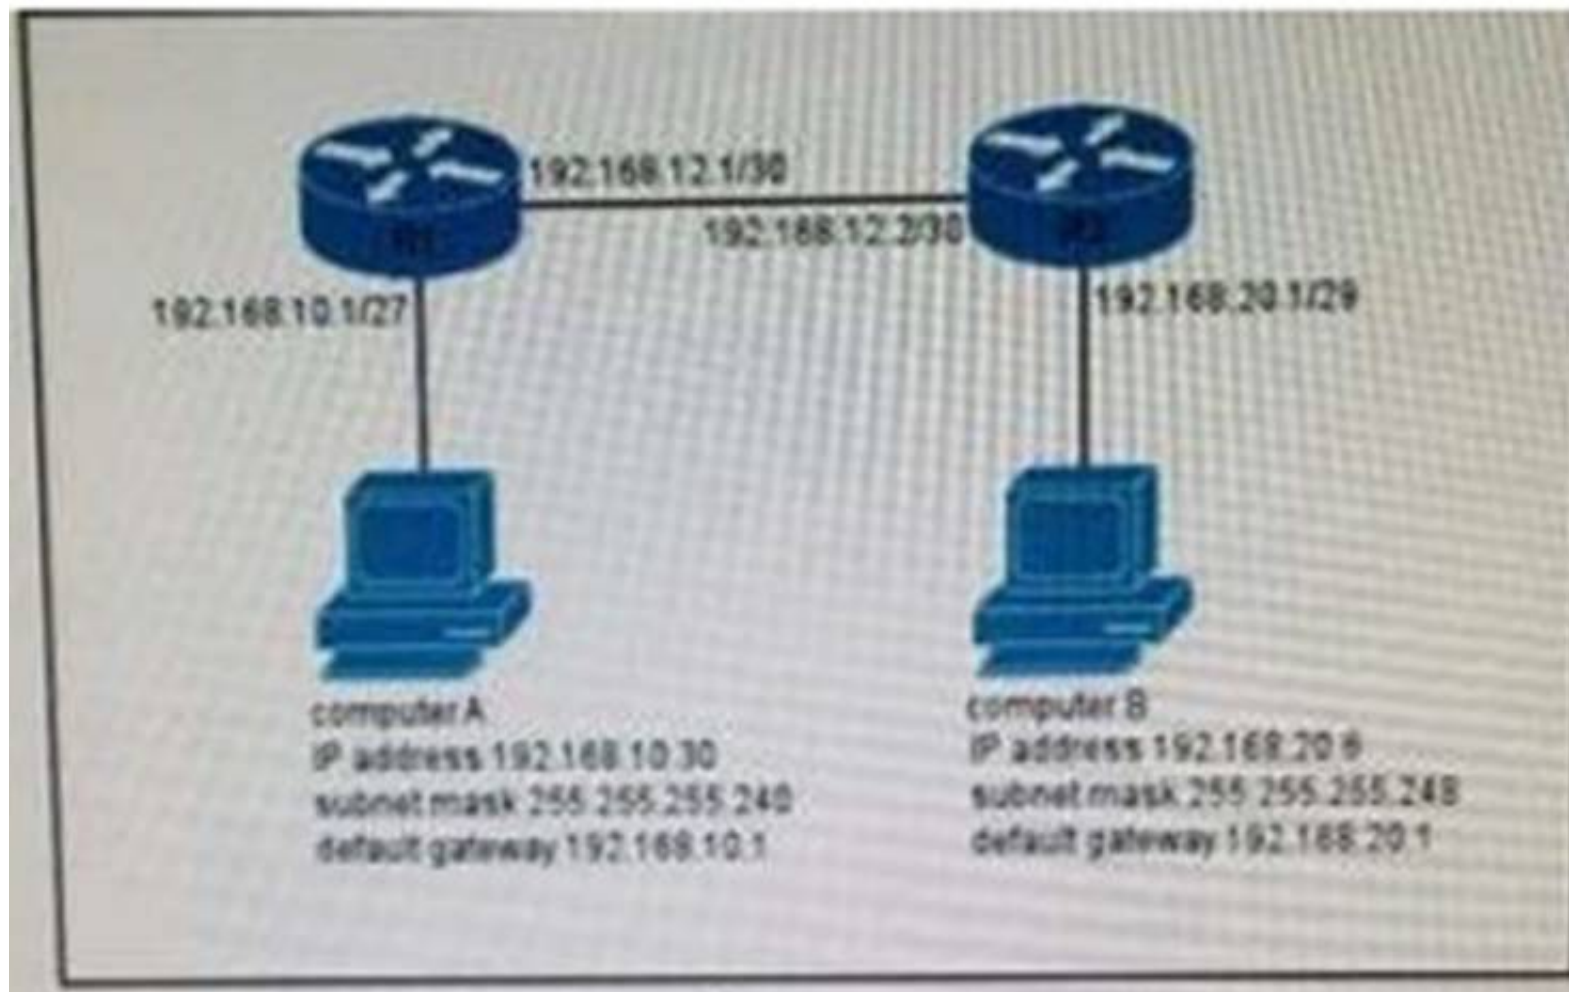 192.168.12.1/30
192.168.12.2/30
192.168.10.1/27
192.168.20.1/29
computer A
IP address 192.168.10.30
subnet mask 255.255.255.240
default gateway 192.168.10.1
computer B
IP address 192.168.20.6
subnet mask 255.255.255.248
default gateway 192.168.20.1